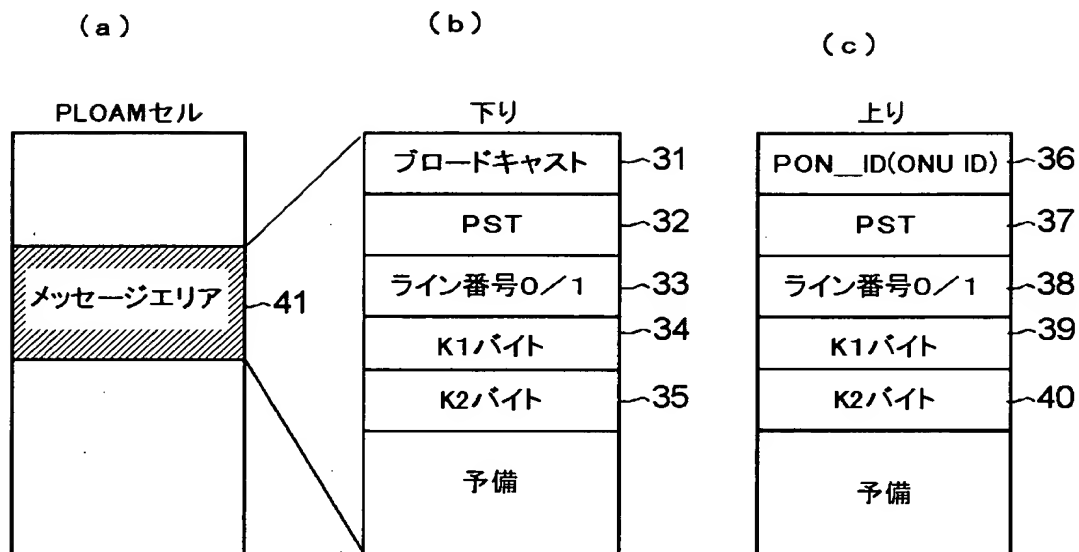 (a)
PLOAMセル
メッセージエリア
41
(b)
下り
ブロードキャスト
31
PST
32
ライン番号0/1
33
K1バイト
34
K2バイト
35
予備
(c)
上り
PON__ID(ONU ID)
36
PST
37
ライン番号0/1
38
K1バイト
39
K2バイト
40
予備